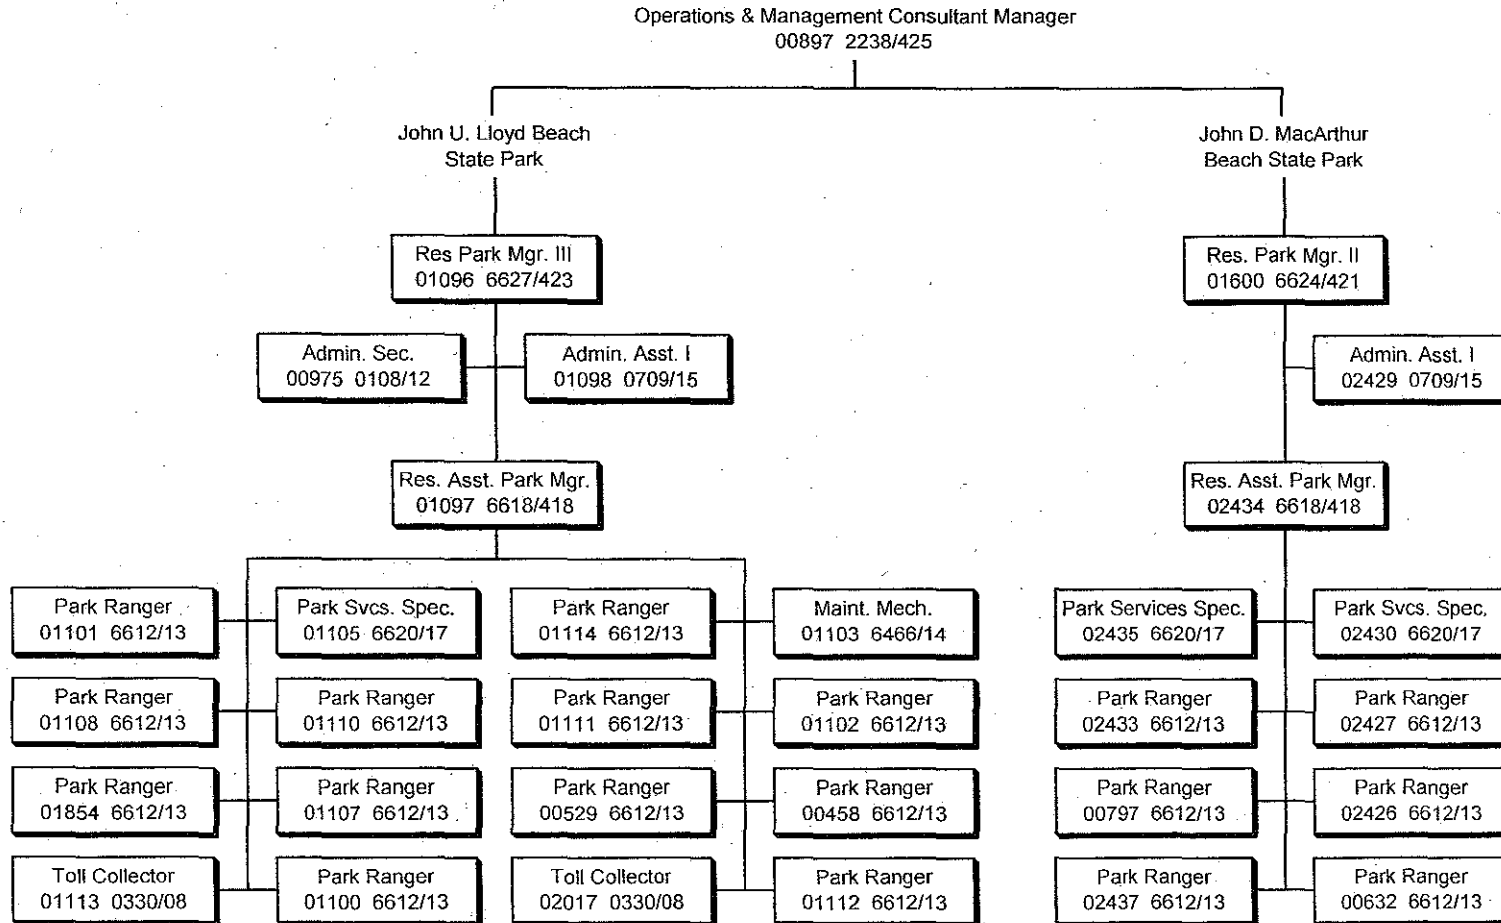 Operations & Management Consultant Manager
00897 2238/425
John U. Lloyd Beach
State Park
John D. MacArthur
Beach State Park
Res Park Mgr. III
01096 6627/423
Res. Park Mgr. II
01600 6624/421
Admin. Sec.
00975 0108/12
Admin. Asst. I
01098 0709/15
Admin. Asst. I
02429 0709/15
Res. Asst. Park Mgr.
01097 6618/418
Res. Asst. Park Mgr.
02434 6618/418
Park Ranger
01101 6612/13
Park Svcs. Spec.
01105 6620/17
Park Ranger
01114 6612/13
Maint. Mech.
01103 6466/14
Park Services Spec.
02435 6620/17
Park Svcs. Spec.
02430 6620/17
Park Ranger
01108 6612/13
Park Ranger
01110 6612/13
Park Ranger
01111 6612/13
Park Ranger
01102 6612/13
Park Ranger
02433 6612/13
Park Ranger
02427 6612/13
Park Ranger
01854 6612/13
Park Ranger
01107 6612/13
Park Ranger
00529 6612/13
Park Ranger
00458 6612/13
Park Ranger
00797 6612/13
Park Ranger
02426 6612/13
Toll Collector
01113 0330/08
Park Ranger
01100 6612/13
Toll Collector
02017 0330/08
Park Ranger
01112 6612/13
Park Ranger
02437 6612/13
Park Ranger
00632 6612/13